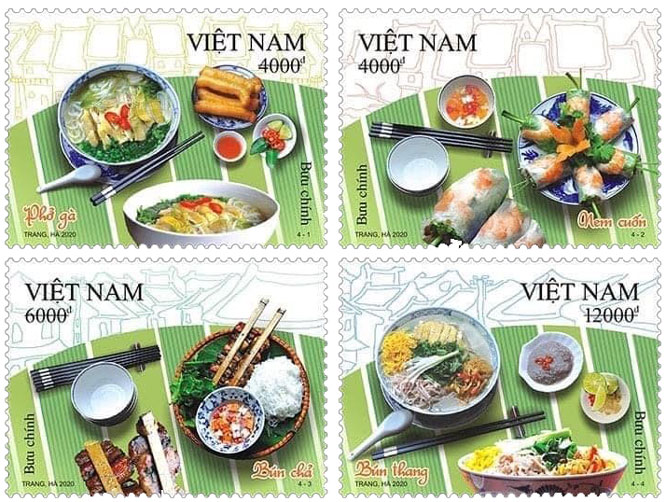 VIỆT NAM
4000đ
Bưu chính
Phở gà
TRANG, HÀ 2020
4 - 1
VIỆT NAM
4000đ
Bưu chính
Nem cuốn
TRANG, HÀ 2020
4 - 2
VIỆT NAM
6000đ
Bưu chính
Bún chả
TRANG, HÀ 2020
4 - 3
VIỆT NAM
12000đ
Bưu chính
Bún thang
TRANG, HÀ 2020
4 - 4